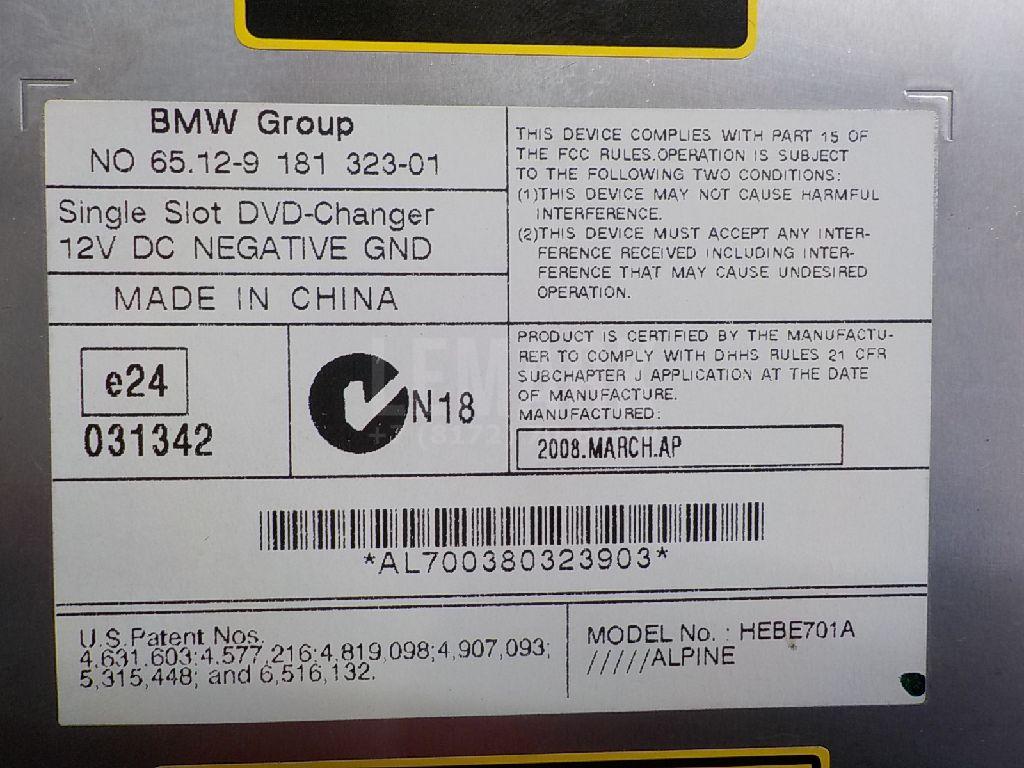 BMW Group
NO 65.12-9 181 323-01
Single Slot DVD-Changer
12V DC NEGATIVE GND
MADE IN CHINA
THIS DEVICE COMPLIES WITH PART 15 OF
THE FCC RULES.OPERATION IS SUBJECT
TO THE FOLLOWING TWO CONDITIONS:
(1)THIS DEVICE MAY NOT CAUSE HARMFUL
INTERFERENCE.
(2)THIS DEVICE MUST ACCEPT ANY INTER-
FERENCE RECEIVED INCLUDING INTER-
FERENCE THAT MAY CAUSE UNDESIRED
OPERATION.
e24
031342
N18
PRODUCT IS CERTIFIED BY THE MANUFACTU-
RER TO COMPLY WITH DHHS RULES 21 CFR
SUBCHAPTER J APPLICATION AT THE DATE
OF MANUFACTURE.
MANUFACTURED:
2008.MARCH.AP
*AL700380323903*
U.S.Patent Nos.
4,631,603;4,577,216;4,819,098;4,907,093;
5,315,448; and 6,516,132.
MODEL No. : HEBE701A
/////ALPINE